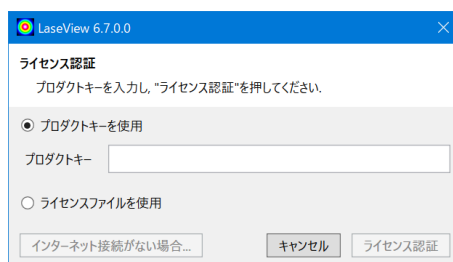 LaseView 6.7.0.0
ライセンス認証
プロダクトキーを入力し, "ライセンス認証"を押してください.
プロダクトキーを使用
プロダクトキー
ライセンスファイルを使用
インターネット接続がない場合... キャンセル ライセンス認証